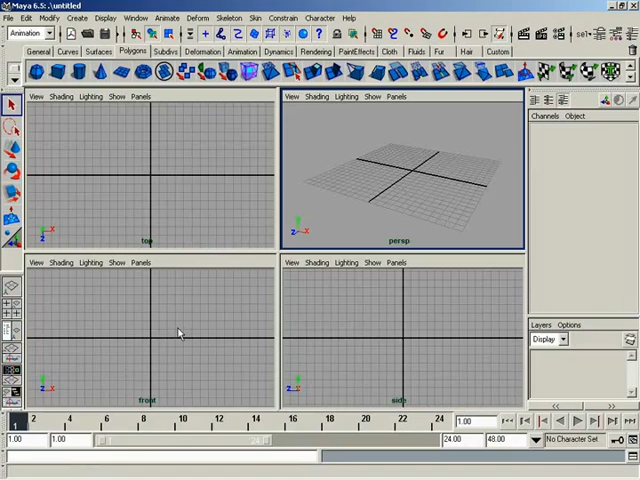 Maya 6.5: .\untitled
File Edit Modify Create Display Window Animate Deform Skeleton Skin Constrain Character Help
Animation sel
General Curves Surfaces Polygons Subdivs Deformation Animation Dynamics Rendering PaintEffects Cloth Fluids Fur Hair Custom
View Shading Lighting Show Panels
View Shading Lighting Show Panels
Channels Object
top
persp
View Shading Lighting Show Panels
View Shading Lighting Show Panels
Layers Options
Display
front
side
1 2 4 6 8 10 12 14 16 18 20 22 24 1.00
1.00 1.00 24 24.00 48.00 No Character Set